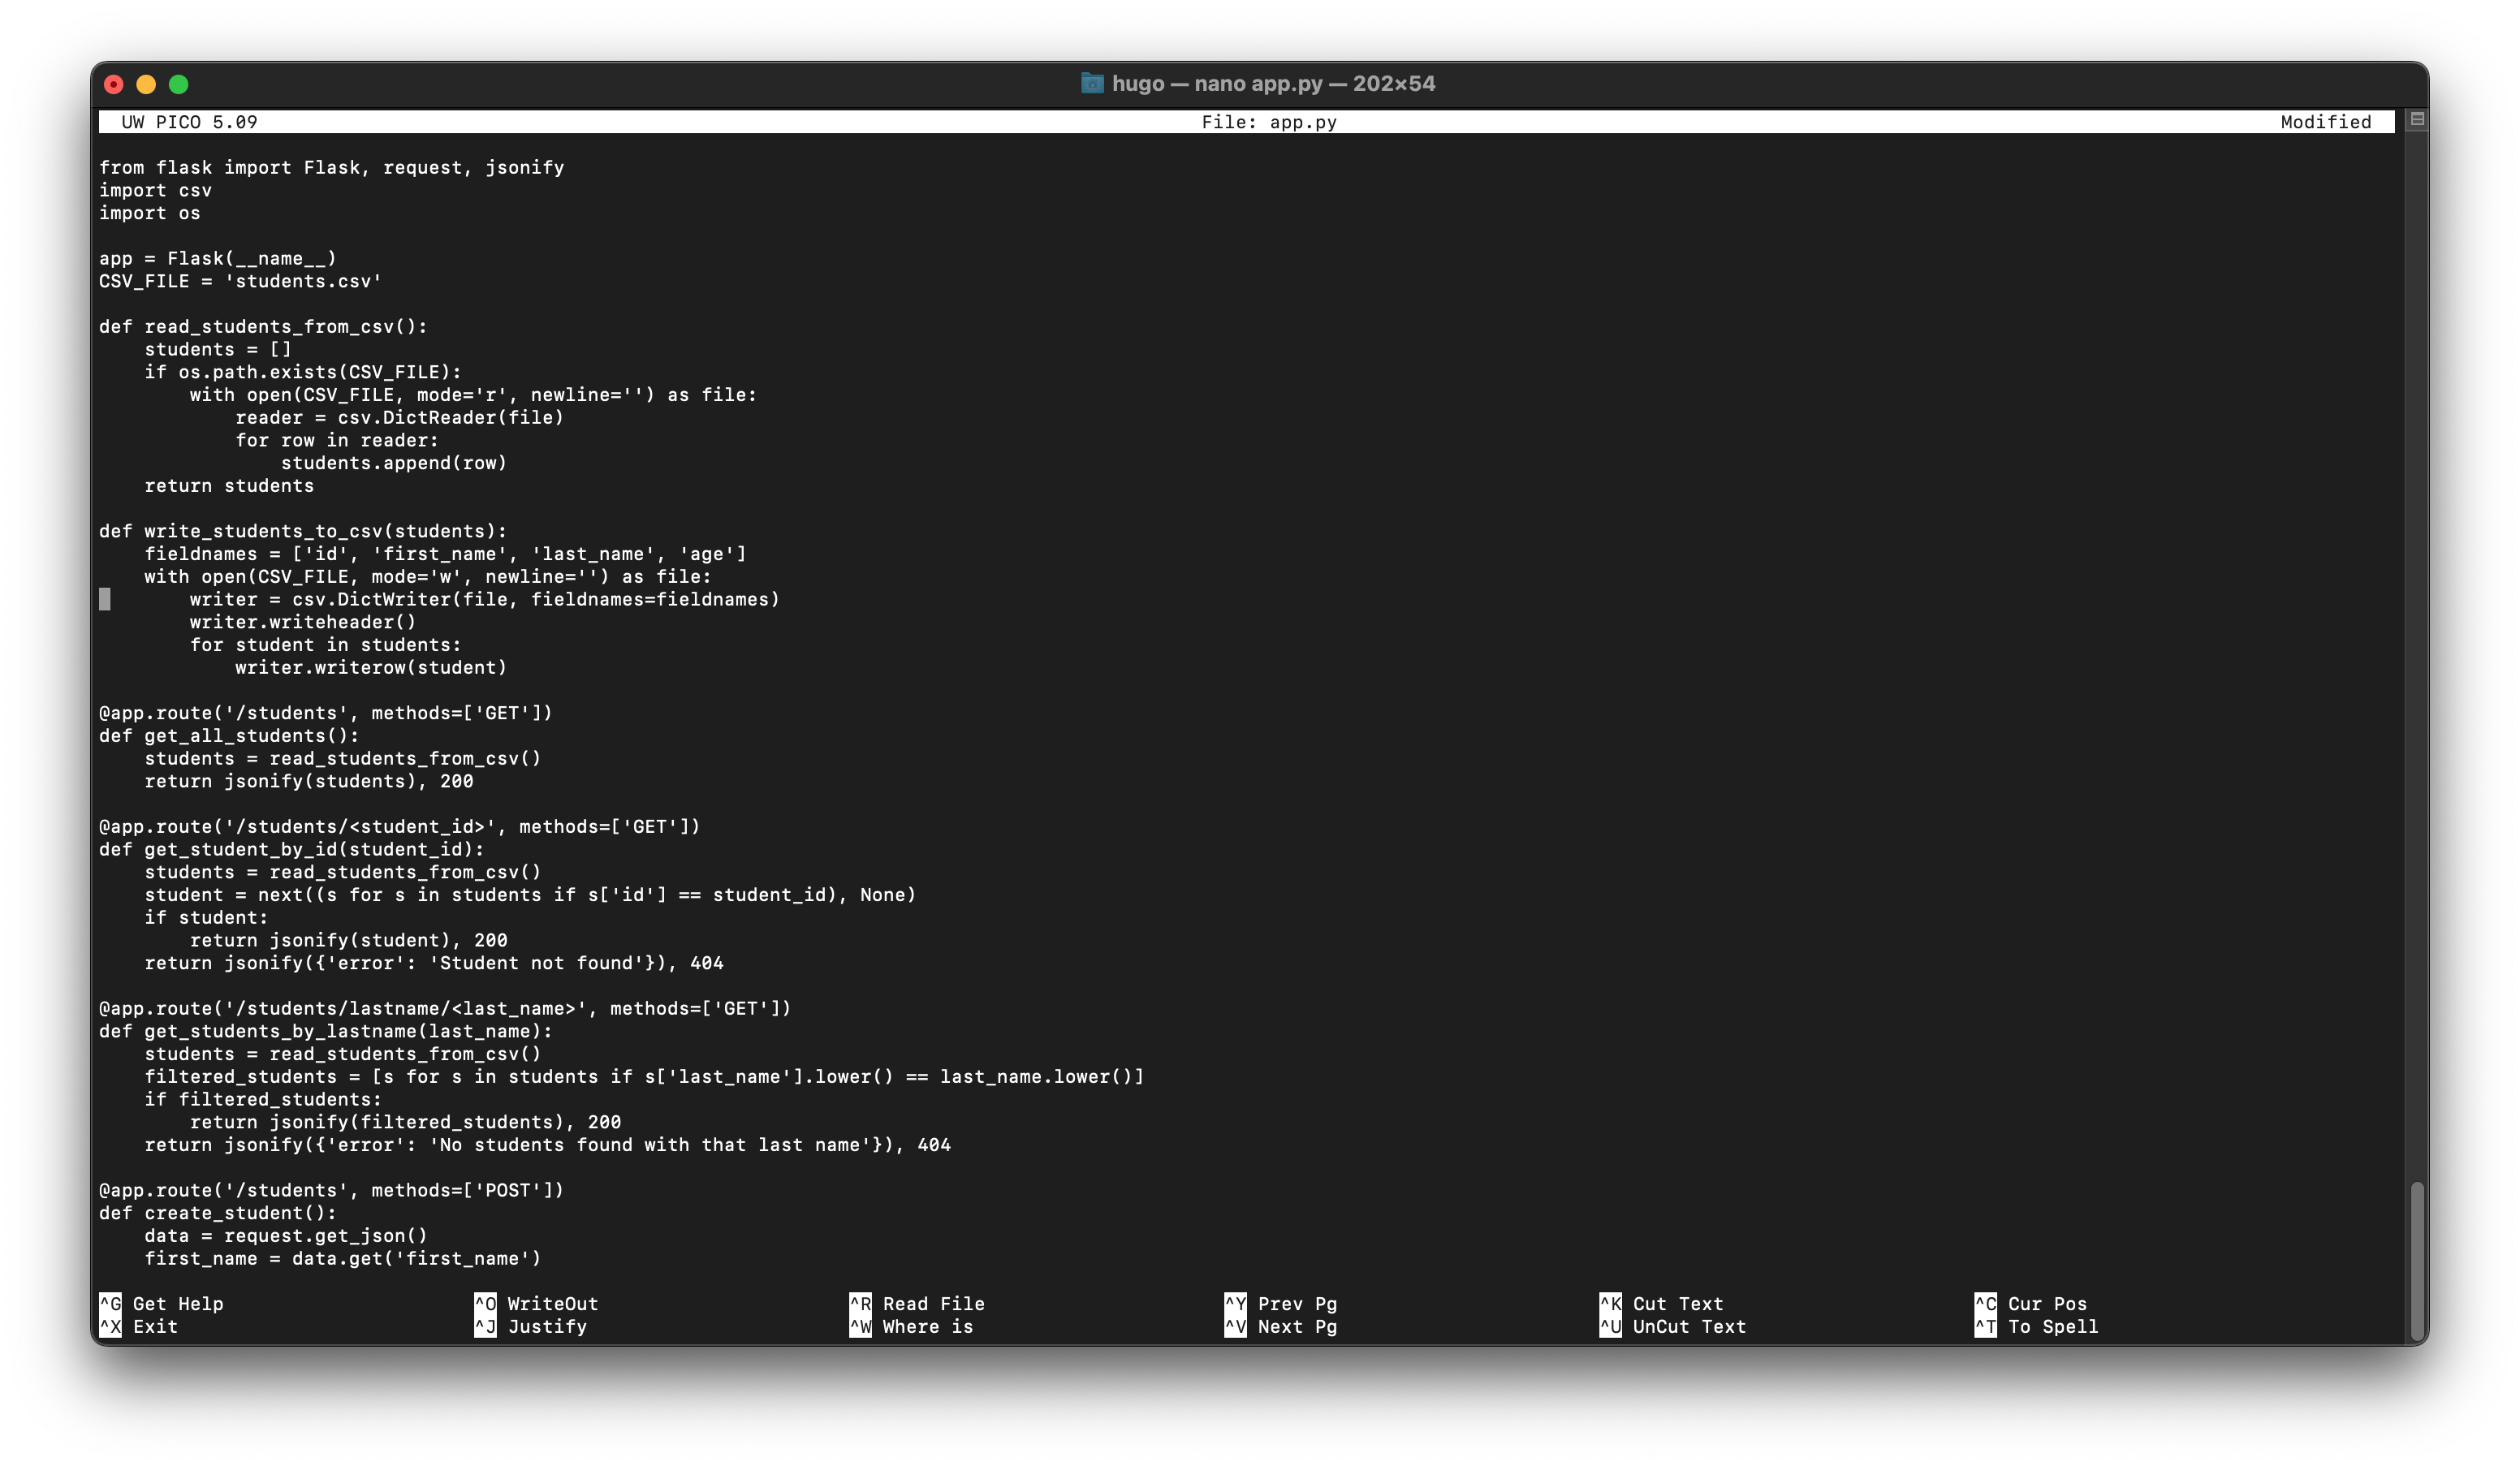 hugo — nano app.py — 202×54
UW PICO 5.09 File: app.py Modified
from flask import Flask, request, jsonify
import csv
import os
app = Flask(__name__)
CSV_FILE = 'students.csv'
def read_students_from_csv():
    students = []
    if os.path.exists(CSV_FILE):
        with open(CSV_FILE, mode='r', newline='') as file:
            reader = csv.DictReader(file)
            for row in reader:
                students.append(row)
    return students
def write_students_to_csv(students):
    fieldnames = ['id', 'first_name', 'last_name', 'age']
    with open(CSV_FILE, mode='w', newline='') as file:
        writer = csv.DictWriter(file, fieldnames=fieldnames)
        writer.writeheader()
        for student in students:
            writer.writerow(student)
@app.route('/students', methods=['GET'])
def get_all_students():
    students = read_students_from_csv()
    return jsonify(students), 200
@app.route('/students/<student_id>', methods=['GET'])
def get_student_by_id(student_id):
    students = read_students_from_csv()
    student = next((s for s in students if s['id'] == student_id), None)
    if student:
        return jsonify(student), 200
    return jsonify({'error': 'Student not found'}), 404
@app.route('/students/lastname/<last_name>', methods=['GET'])
def get_students_by_lastname(last_name):
    students = read_students_from_csv()
    filtered_students = [s for s in students if s['last_name'].lower() == last_name.lower()]
    if filtered_students:
        return jsonify(filtered_students), 200
    return jsonify({'error': 'No students found with that last name'}), 404
@app.route('/students', methods=['POST'])
def create_student():
    data = request.get_json()
    first_name = data.get('first_name')
^G Get Help ^O WriteOut ^R Read File ^Y Prev Pg ^K Cut Text ^C Cur Pos
^X Exit ^J Justify ^W Where is ^V Next Pg ^U UnCut Text ^T To Spell